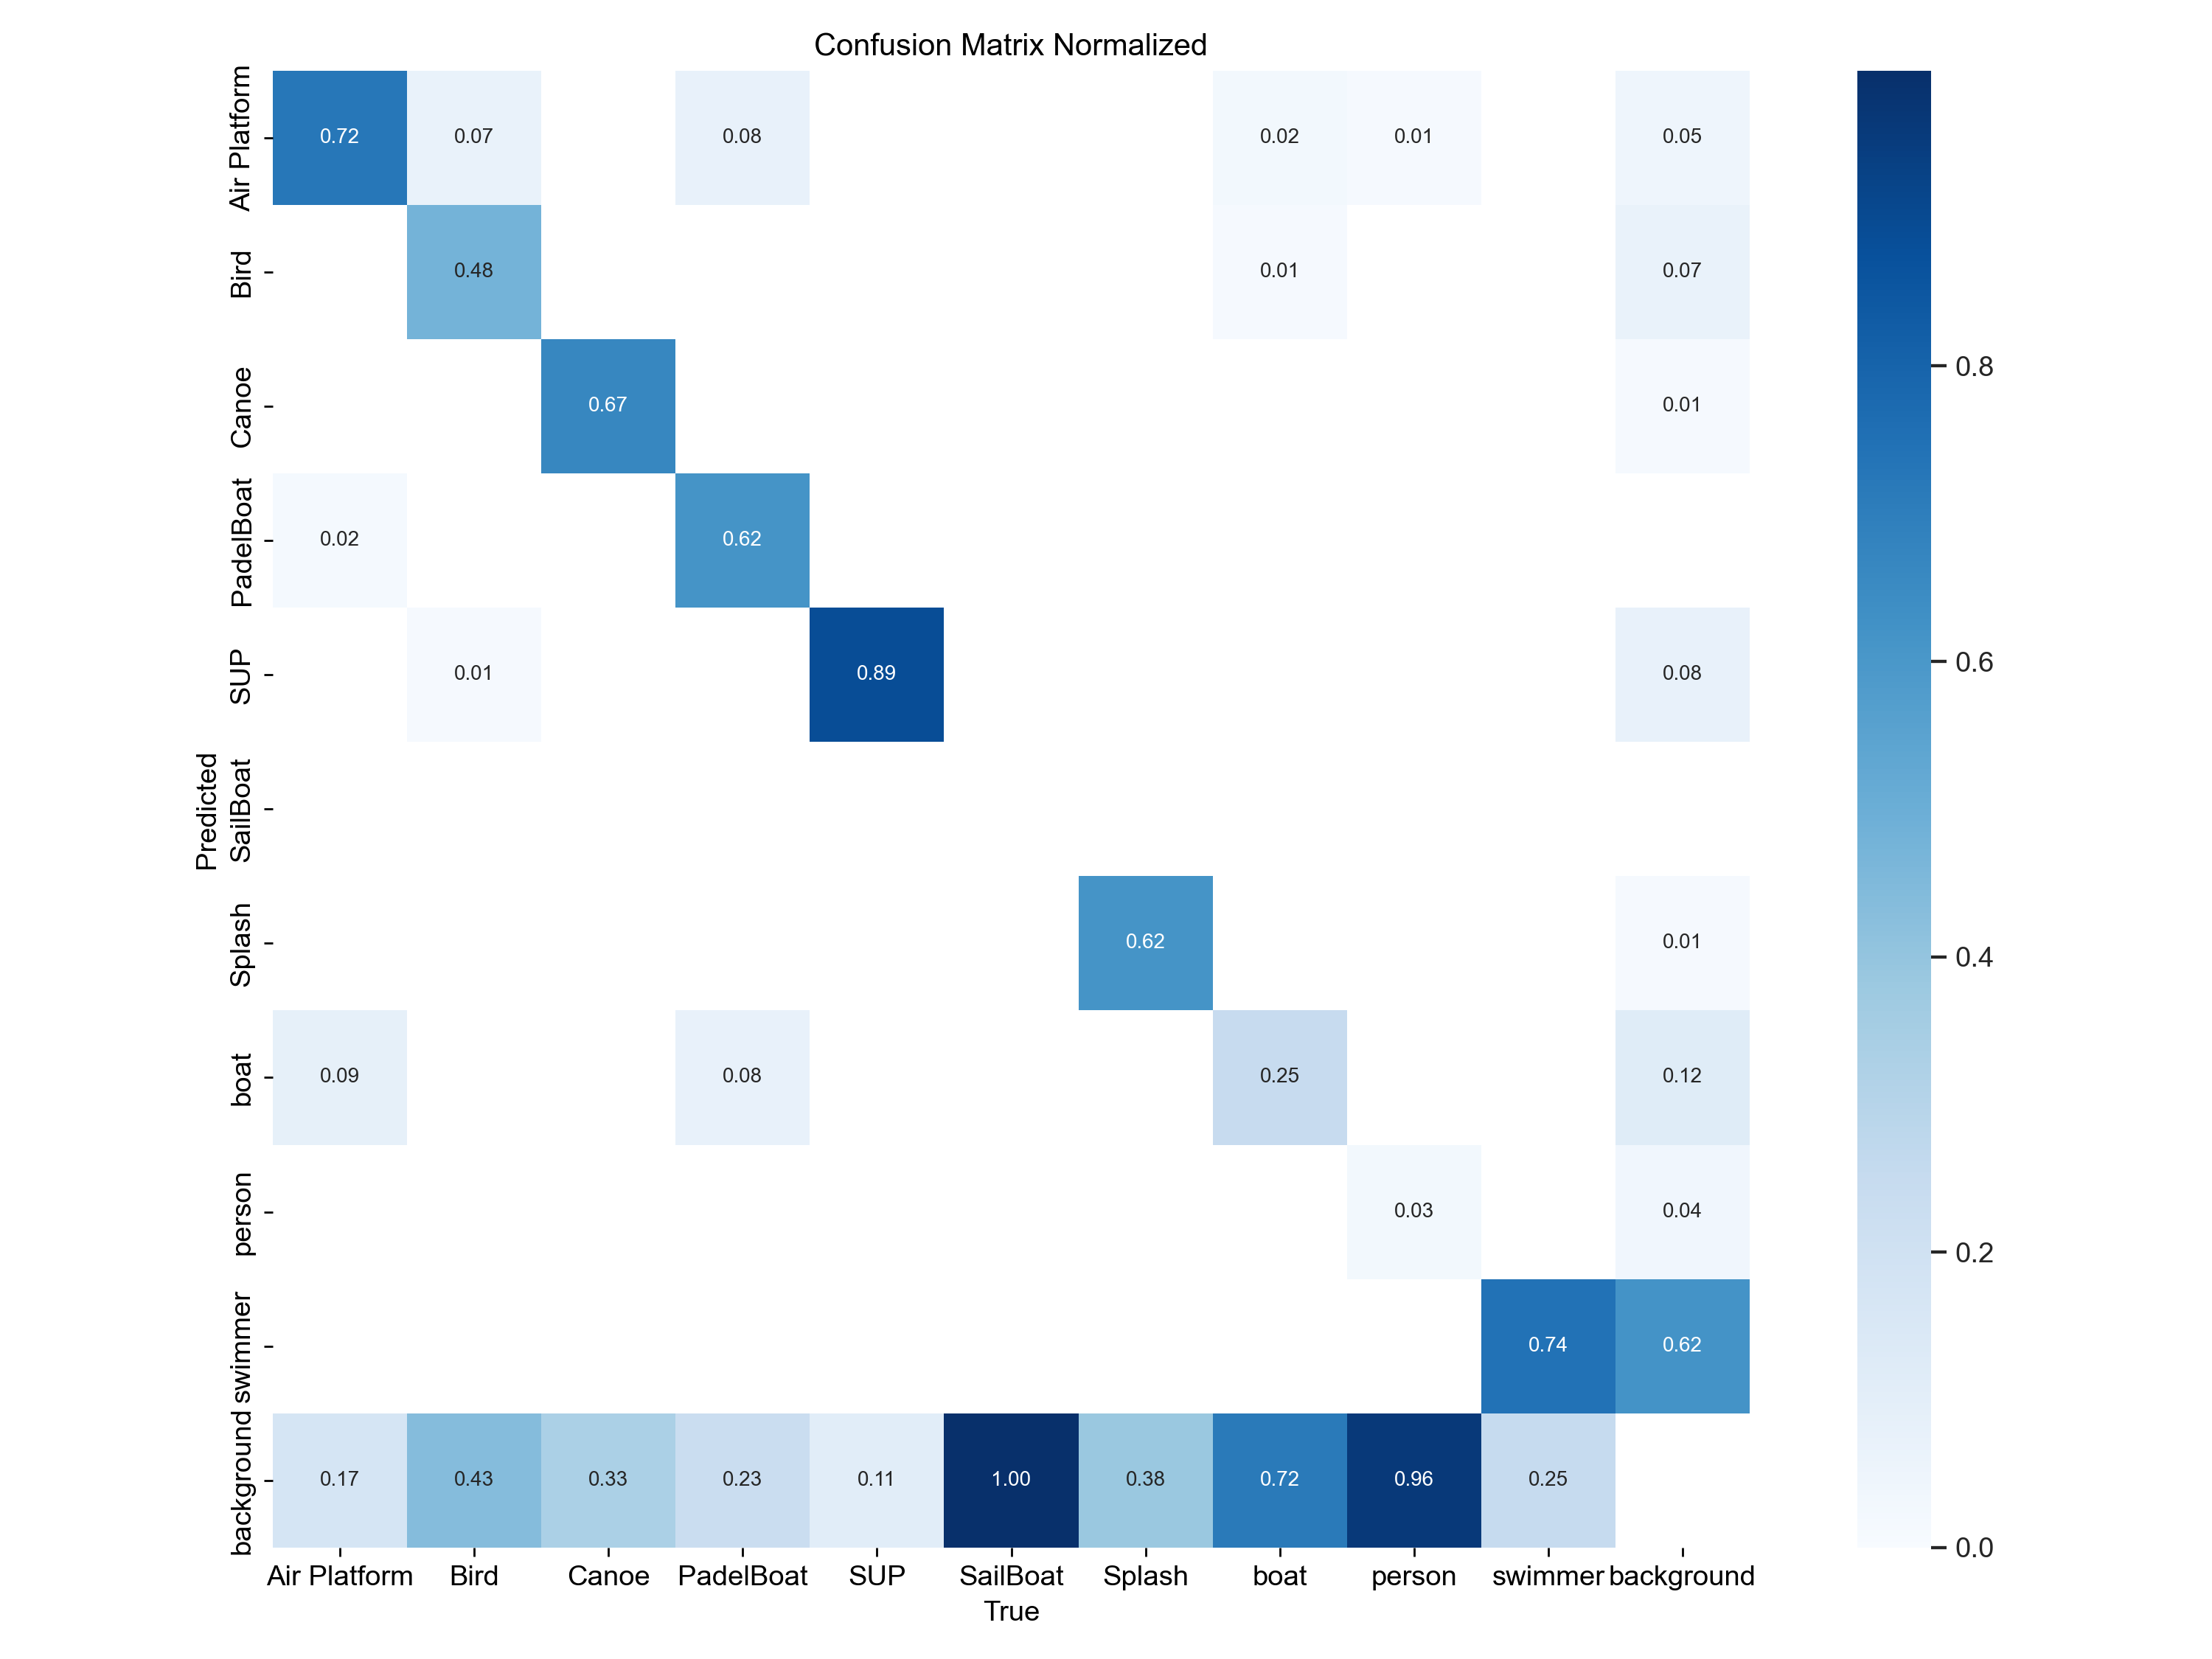 Confusion Matrix Normalized
Air Platform 0.72 0.07 0.08 0.02 0.01 0.05
Bird 0.48 0.01 0.07
Canoe 0.67 0.01
PadelBoat 0.02 0.62
SUP 0.01 0.89 0.08
SailBoat
Splash 0.62 0.01
boat 0.09 0.08 0.25 0.12
person 0.03 0.04
swimmer 0.74 0.62
background 0.17 0.43 0.33 0.23 0.11 1.00 0.38 0.72 0.96 0.25
Predicted
Air Platform Bird Canoe PadelBoat SUP SailBoat Splash boat person swimmer background
True
0.8
0.6
0.4
0.2
0.0